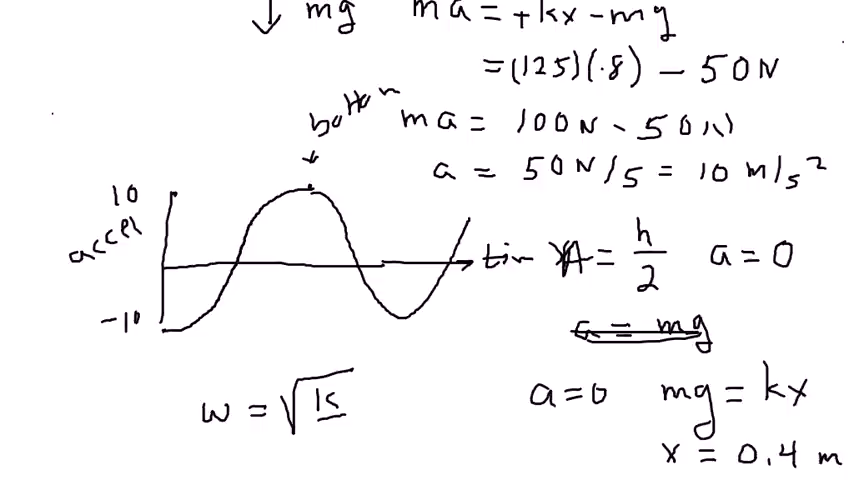 ↓ mg ma = +kx - mg
= (125)(.8) - 50N
bottom
ma = 100N - 50N
a = 50N/5 = 10 m/s²
10
accel
-10
tim A = h/2 a = 0
a = mg
w = √k
a=0 mg = kx
x = 0.4 m